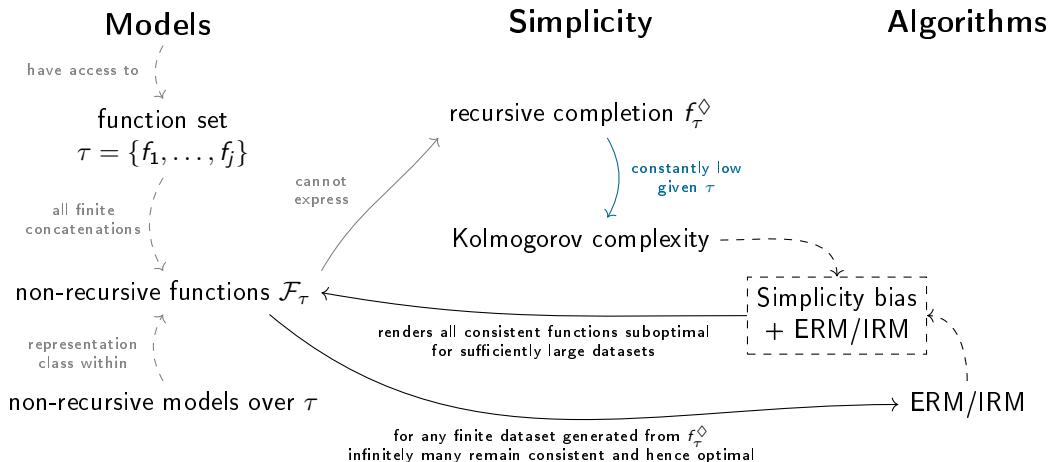 Models
Simplicity
Algorithms
have access to
function set
τ = {f₁, . . . , fⱼ}
recursive completion f_τ^◊
constantly low
given τ
cannot
express
all finite
concatenations
Kolmogorov complexity
non-recursive functions 𝓕_τ
Simplicity bias
+ ERM/IRM
renders all consistent functions suboptimal
for sufficiently large datasets
representation
class within
non-recursive models over τ
ERM/IRM
for any finite dataset generated from f_τ^◊
infinitely many remain consistent and hence optimal